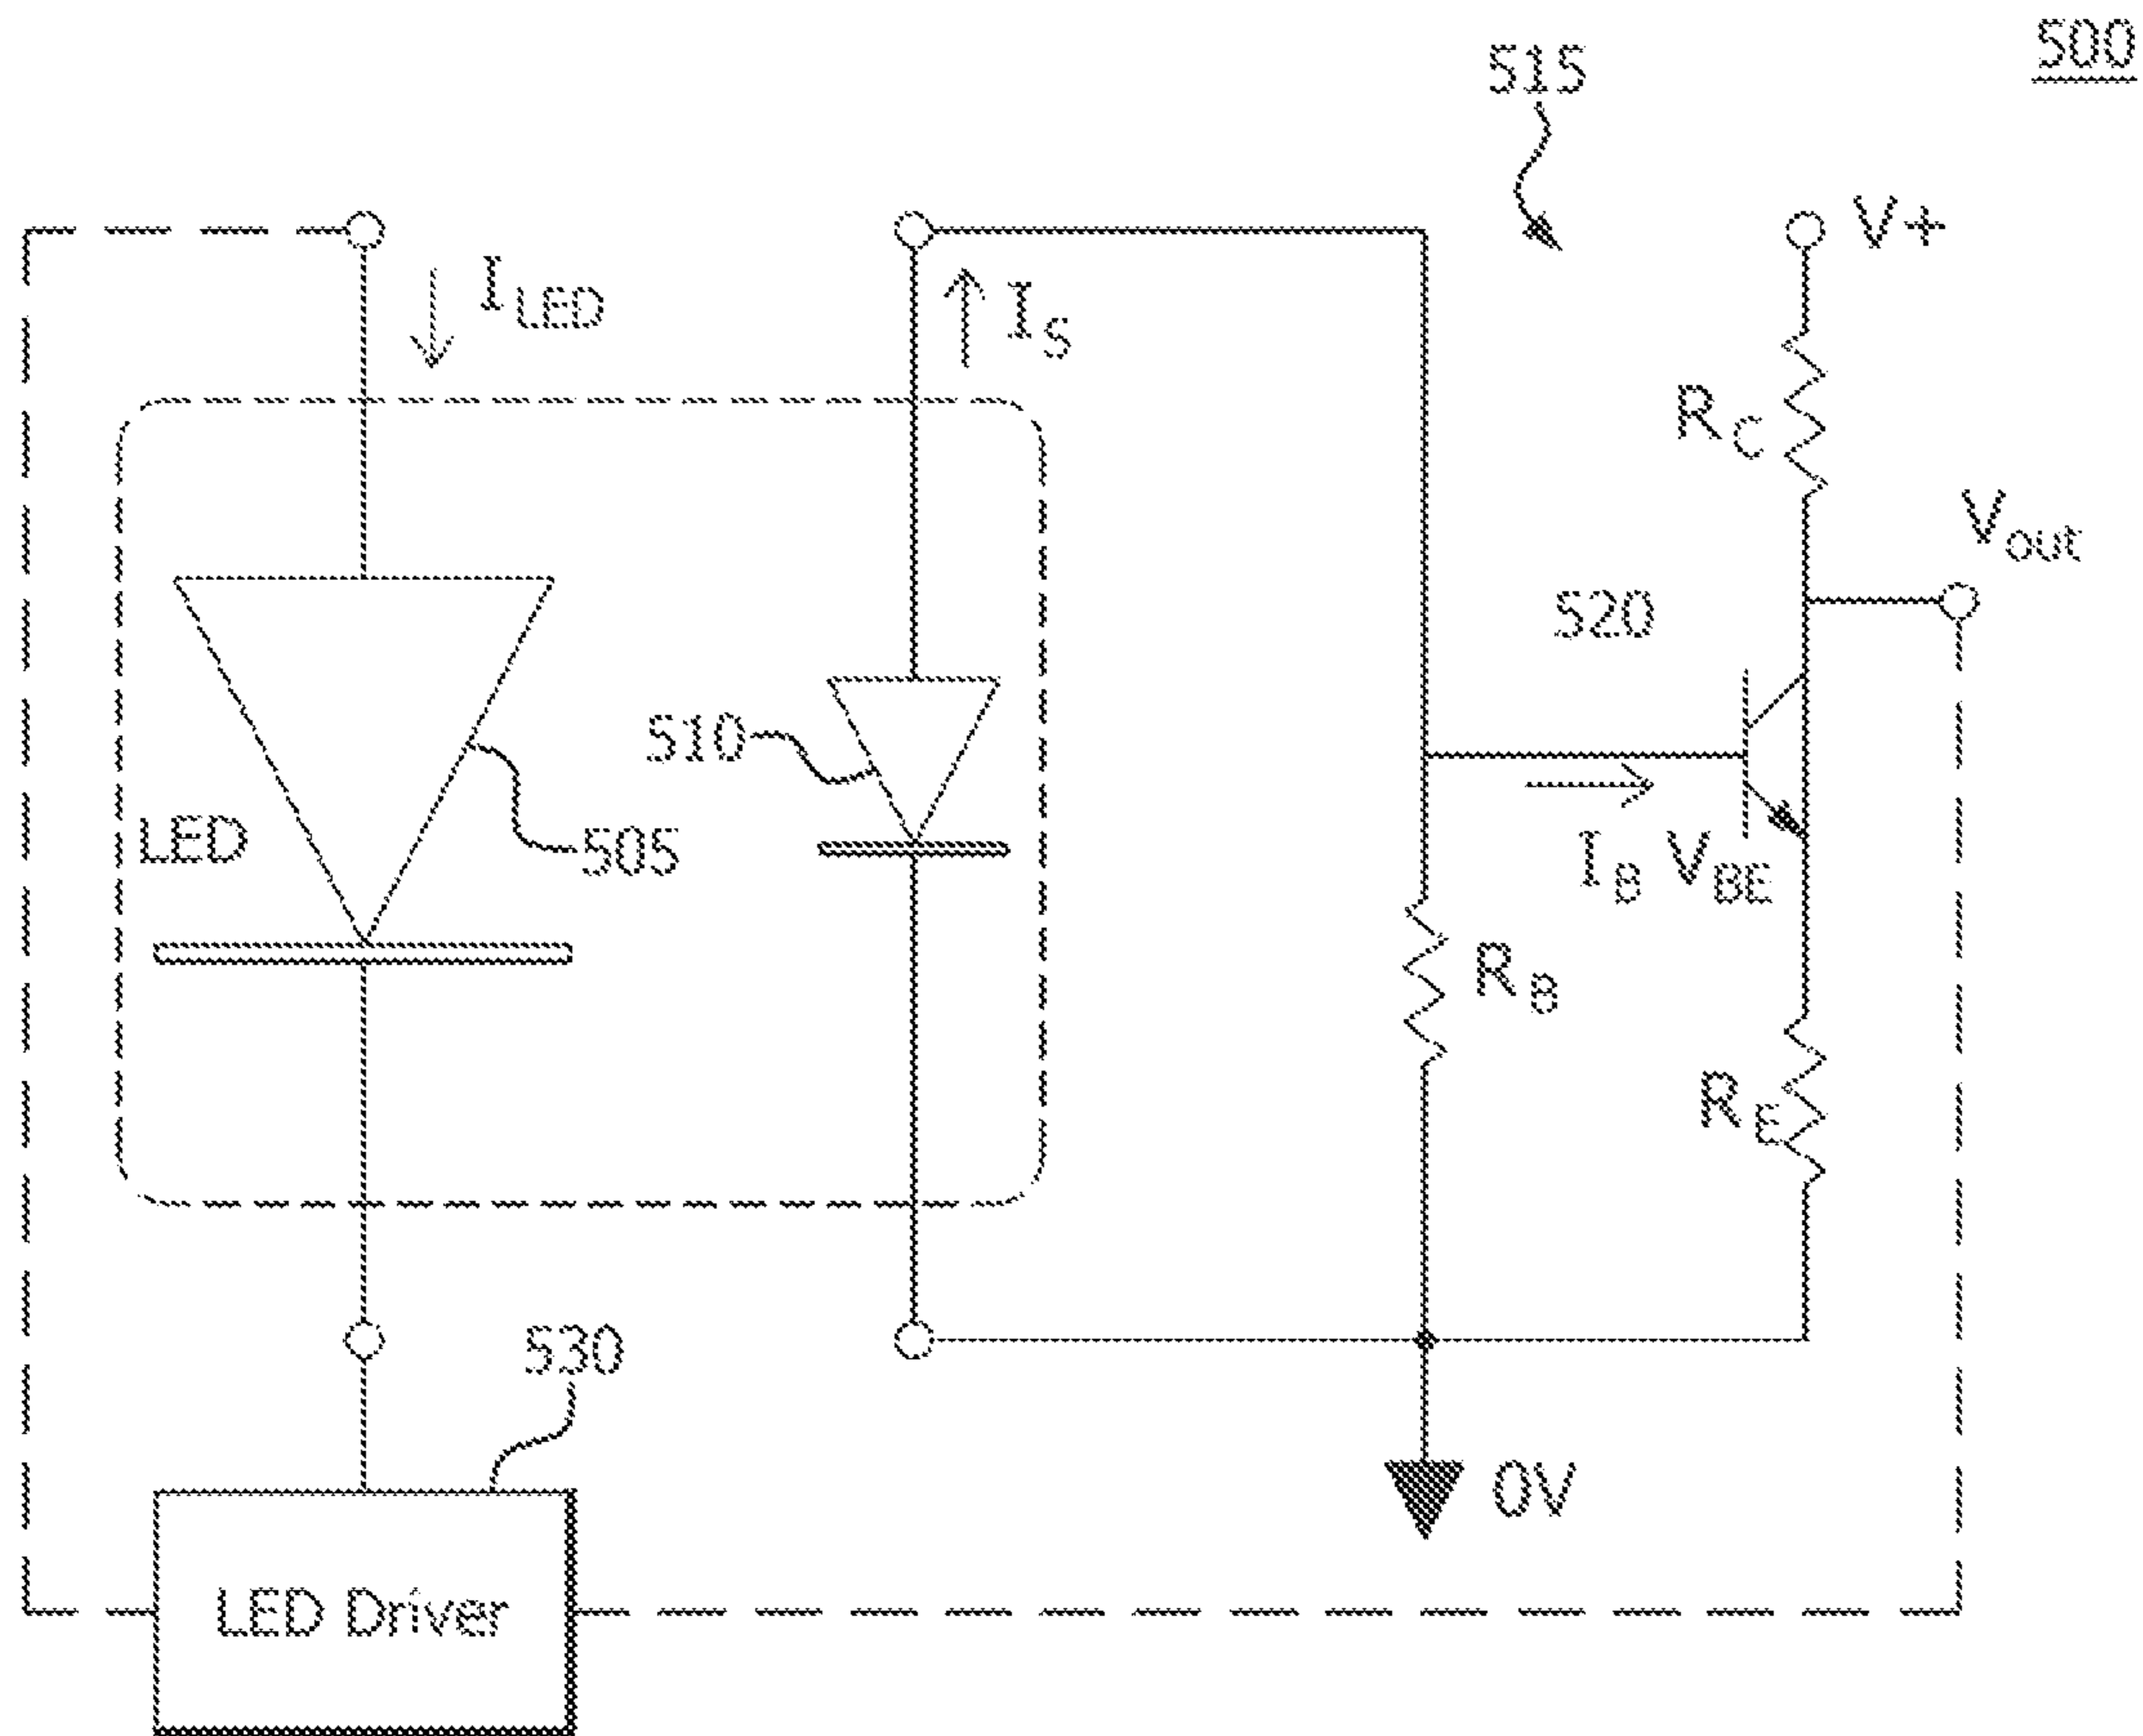 500
515
V+
I LED
I S
R C
V out
520
510
LED
505
I B V BE
R B
R E
530
0V
LED Driver